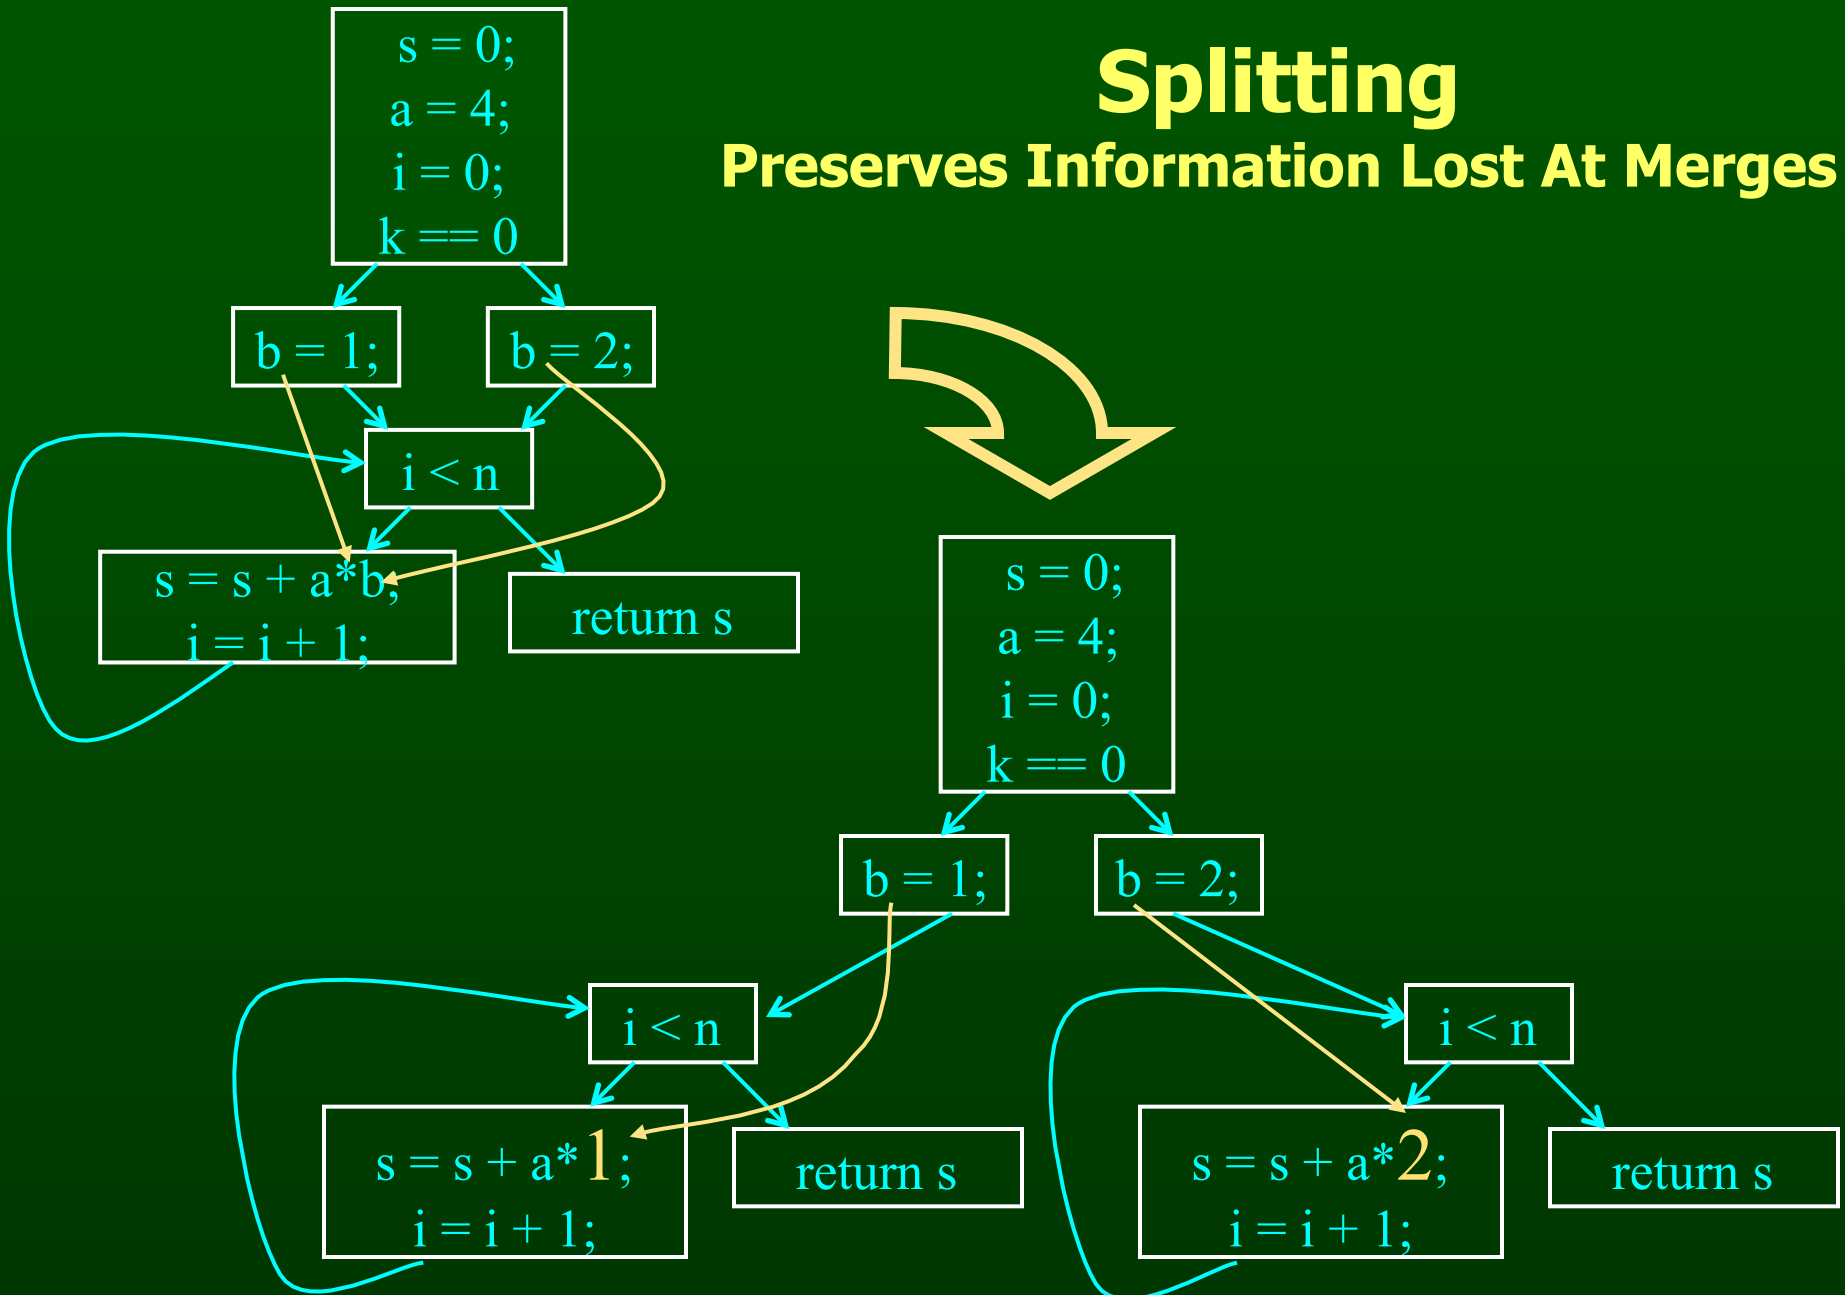 Splitting
Preserves Information Lost At Merges
s = 0;
a = 4;
i = 0;
k == 0
b = 1;
b = 2;
i < n
s = s + a*b;
i = i + 1;
return s
s = 0;
a = 4;
i = 0;
k == 0
b = 1;
b = 2;
i < n
s = s + a*1;
i = i + 1;
return s
i < n
s = s + a*2;
i = i + 1;
return s